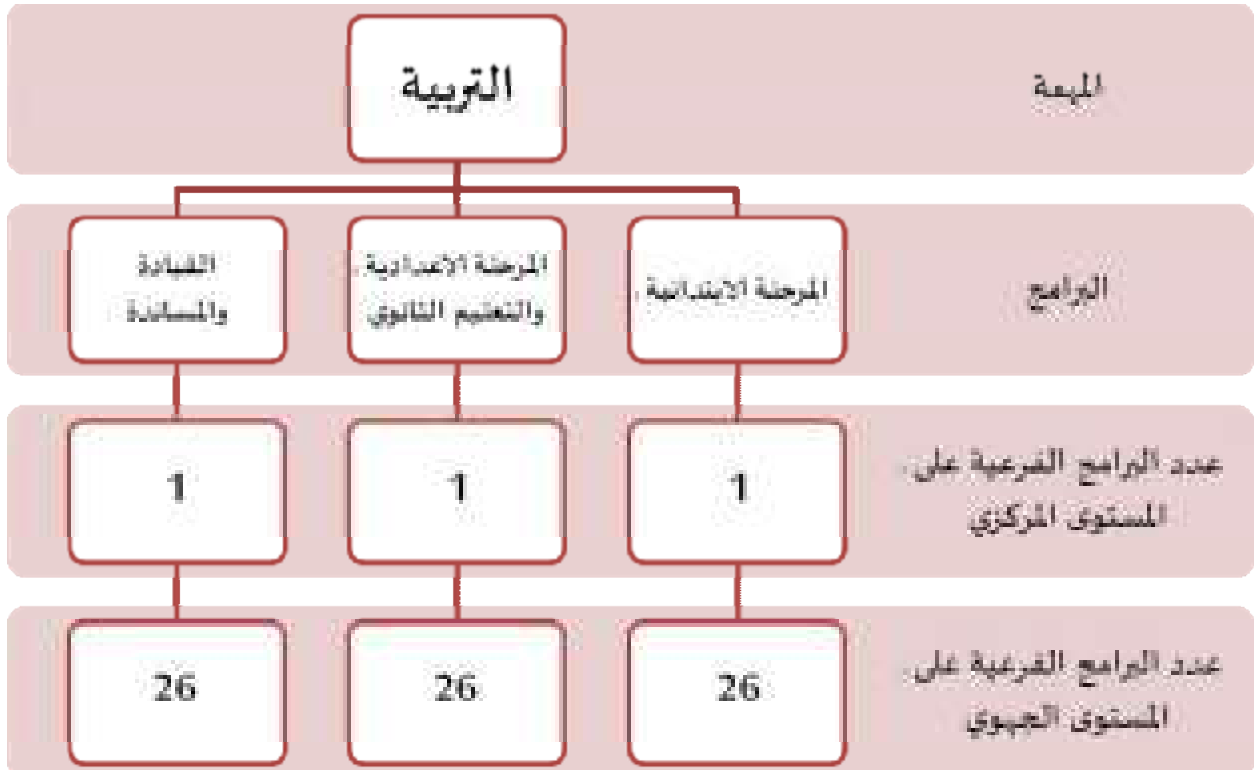 المهمة
التربية
البرامج
المرحلة الابتدائية
المرحلة الاعدادية
والتعليم الثانوي
القيادة
والمساندة
عدد البرامج الفرعية على
المستوى المركزي
1
1
1
عدد البرامج الفرعية على
المستوى الجهوي
26
26
26